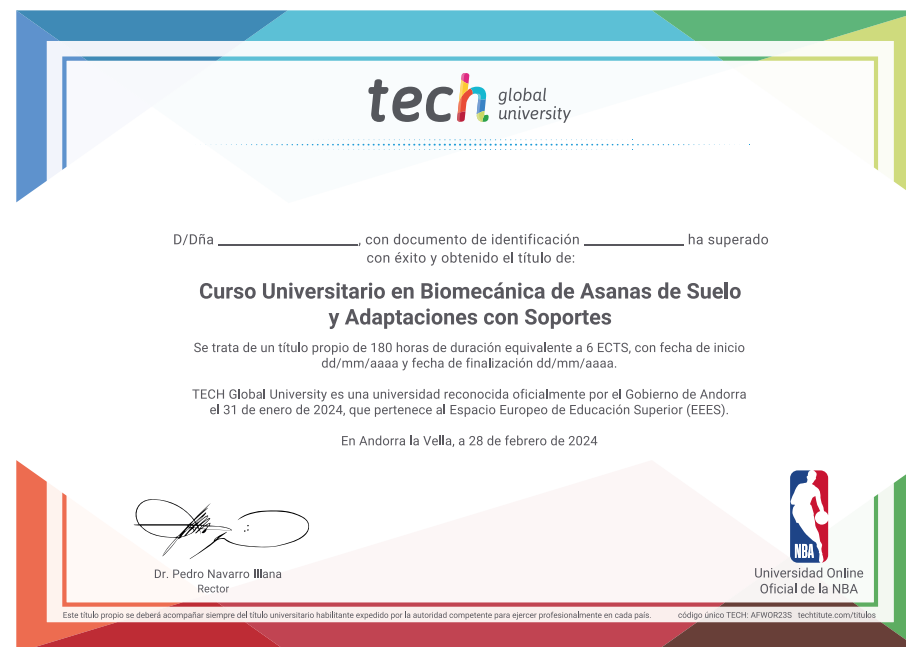 tech global
university
D/Dña ______________, con documento de identificación __________ ha superado
con éxito y obtenido el título de:
Curso Universitario en Biomecánica de Asanas de Suelo
y Adaptaciones con Soportes
Se trata de un título propio de 180 horas de duración equivalente a 6 ECTS, con fecha de inicio
dd/mm/aaaa y fecha de finalización dd/mm/aaaa.
TECH Global University es una universidad reconocida oficialmente por el Gobierno de Andorra
el 31 de enero de 2024, que pertenece al Espacio Europeo de Educación Superior (EEES).
En Andorra la Vella, a 28 de febrero de 2024
Dr. Pedro Navarro Illana
Rector
NBA
Universidad Online
Oficial de la NBA
Este título propio se deberá acompañar siempre del título universitario habilitante expedido por la autoridad competente para ejercer profesionalmente en cada país.
código único TECH: AFWOR23S techtitute.com/titulos